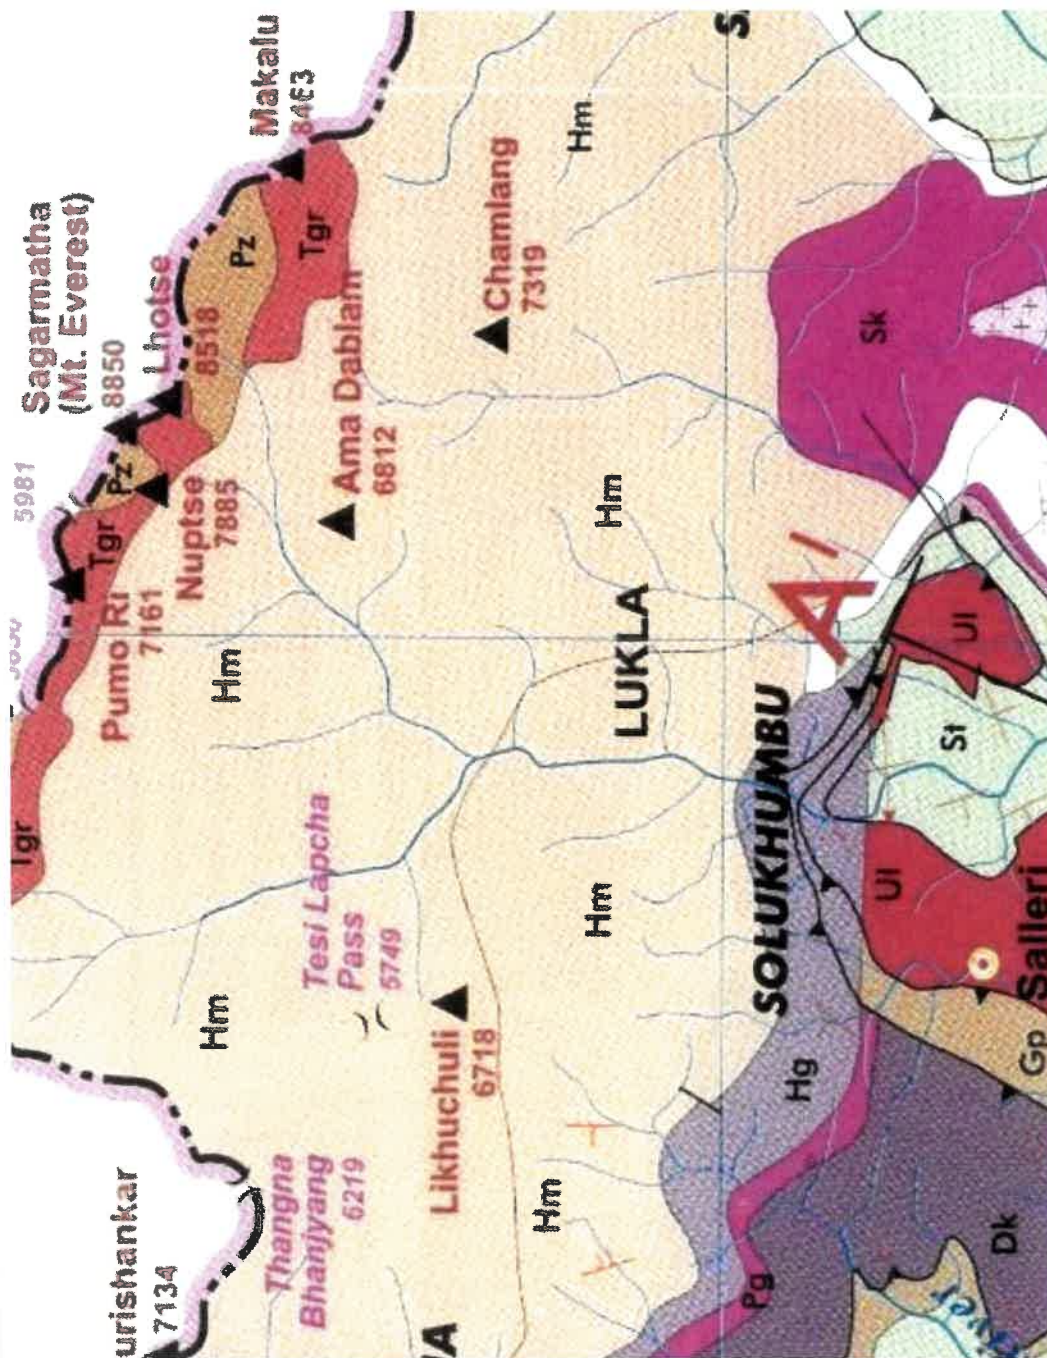 urishankar
7134
Thangna
Bhanjyang
6219
Sagarmatha
(Mt. Everest)
8850
5981
Lhotse
8518
Makalu
Pumo Ri
7161
Nuptse
7885
Tgr
Tgr
Tgr
Pz
Pz
Ama Dablam
6812
Chamlang
7319
Tesi Lapcha
Pass
5749
Likhuchuli
6718
Hm
Hm
Hm
Hm
Hm
Hm
LUKLA
SOLUKHUMBU
A'
Sk
Ul
St
Ul
Salleri
Gp
Hg
Pg
Dk